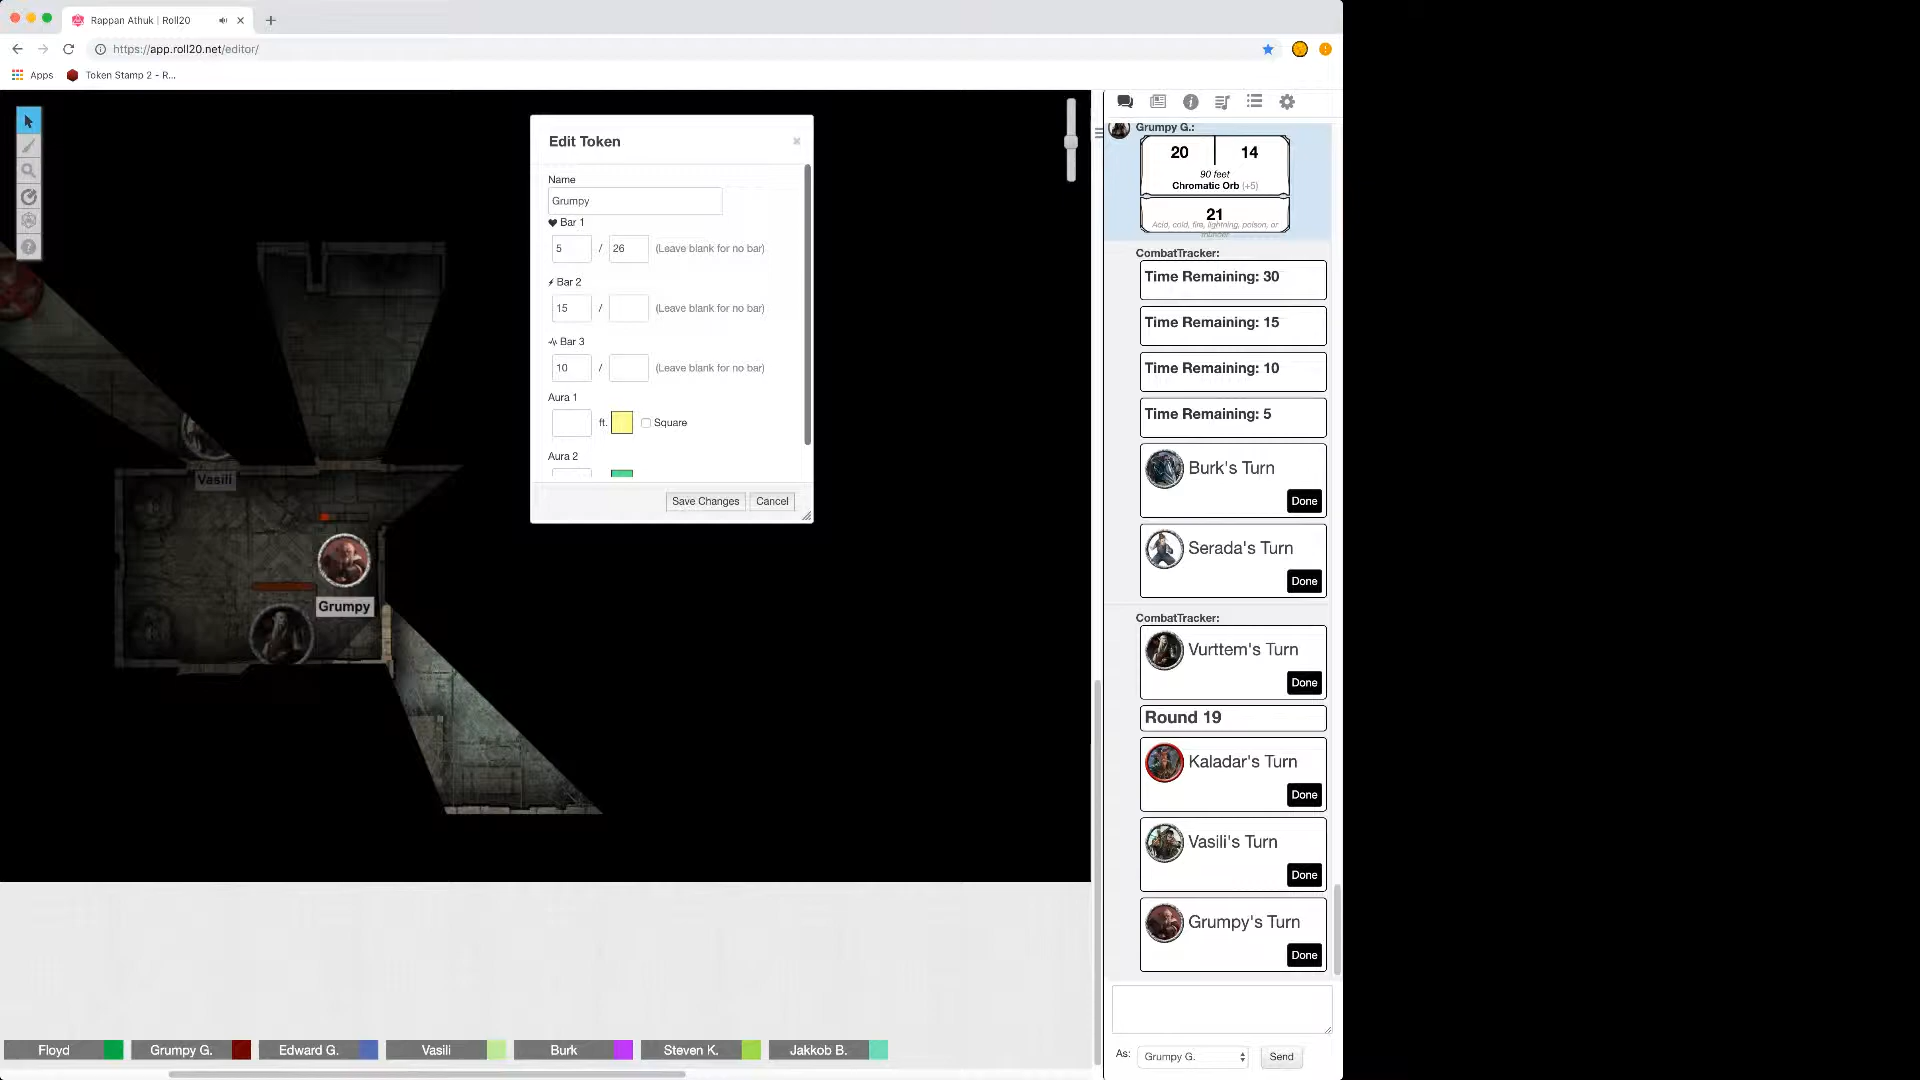 Rappan Athuk | Roll20
https://app.roll20.net/editor/
Apps
Token Stamp 2 - R...
Edit Token
Name
Grumpy
Bar 1
5 / 26 (Leave blank for no bar)
Bar 2
15 / (Leave blank for no bar)
Bar 3
10 / (Leave blank for no bar)
Aura 1
ft. Square
Aura 2
Save Changes Cancel
Vasili
Grumpy
Grumpy G.:
20 14
90 feet
Chromatic Orb (+5)
21
Acid, cold, fire, lightning, poison, or
thunder
CombatTracker:
Time Remaining: 30
Time Remaining: 15
Time Remaining: 10
Time Remaining: 5
Burk's Turn
Done
Serada's Turn
Done
CombatTracker:
Vurttem's Turn
Done
Round 19
Kaladar's Turn
Done
Vasili's Turn
Done
Grumpy's Turn
Done
As: Grumpy G. Send
Floyd Grumpy G. Edward G. Vasili Burk Steven K. Jakkob B.